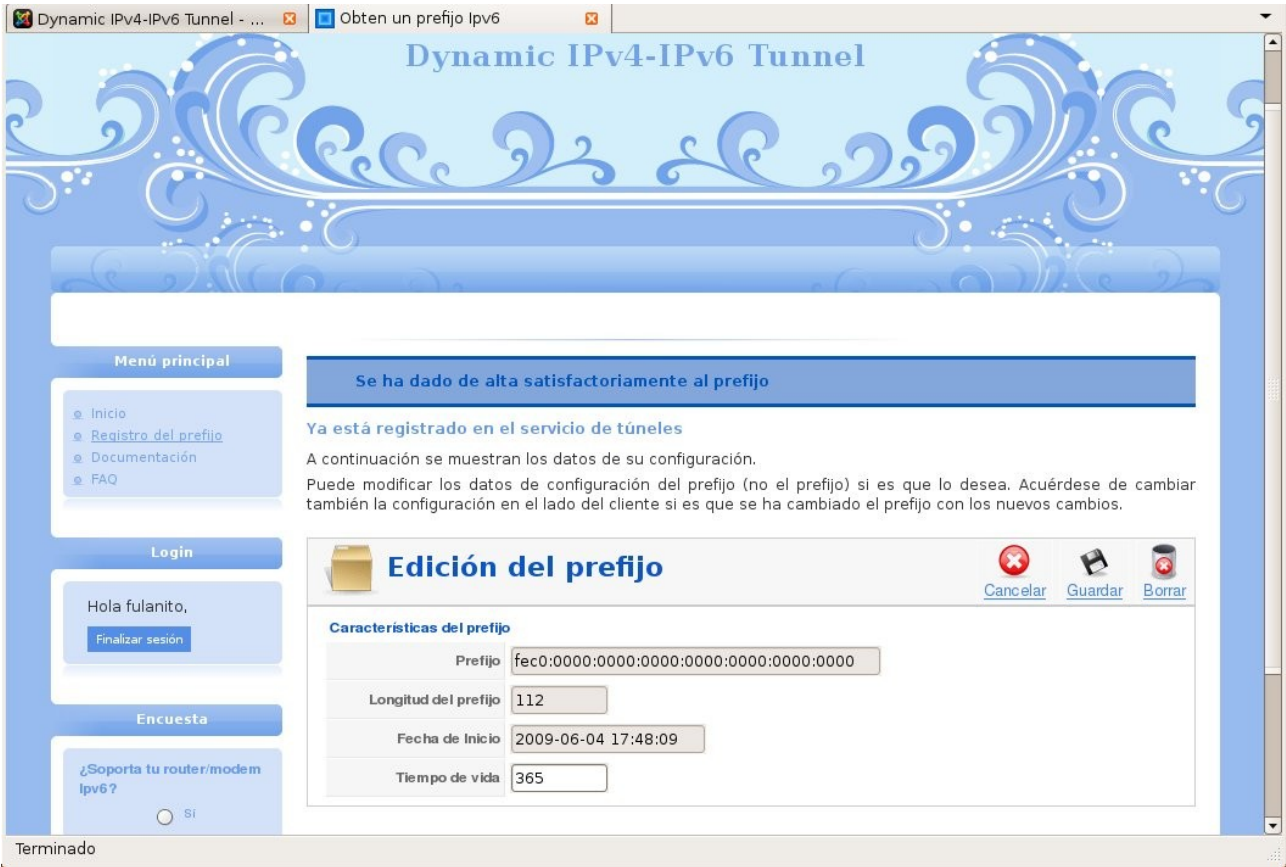 Dynamic IPv4-IPv6 Tunnel - ...
Obten un prefijo Ipv6
Dynamic IPv4-IPv6 Tunnel
Menú principal
Inicio
Registro del prefijo
Documentación
FAQ
Login
Hola fulanito,
Finalizar sesión
Encuesta
¿Soporta tu router/modem
Ipv6?
Sí
Se ha dado de alta satisfactoriamente al prefijo
Ya está registrado en el servicio de túneles
A continuación se muestran los datos de su configuración.
Puede modificar los datos de configuración del prefijo (no el prefijo) si es que lo desea. Acuérdese de cambiar
también la configuración en el lado del cliente si es que se ha cambiado el prefijo con los nuevos cambios.
Edición del prefijo
Cancelar Guardar Borrar
Características del prefijo
Prefijo fec0:0000:0000:0000:0000:0000:0000:0000
Longitud del prefijo 112
Fecha de Inicio 2009-06-04 17:48:09
Tiempo de vida 365
Terminado